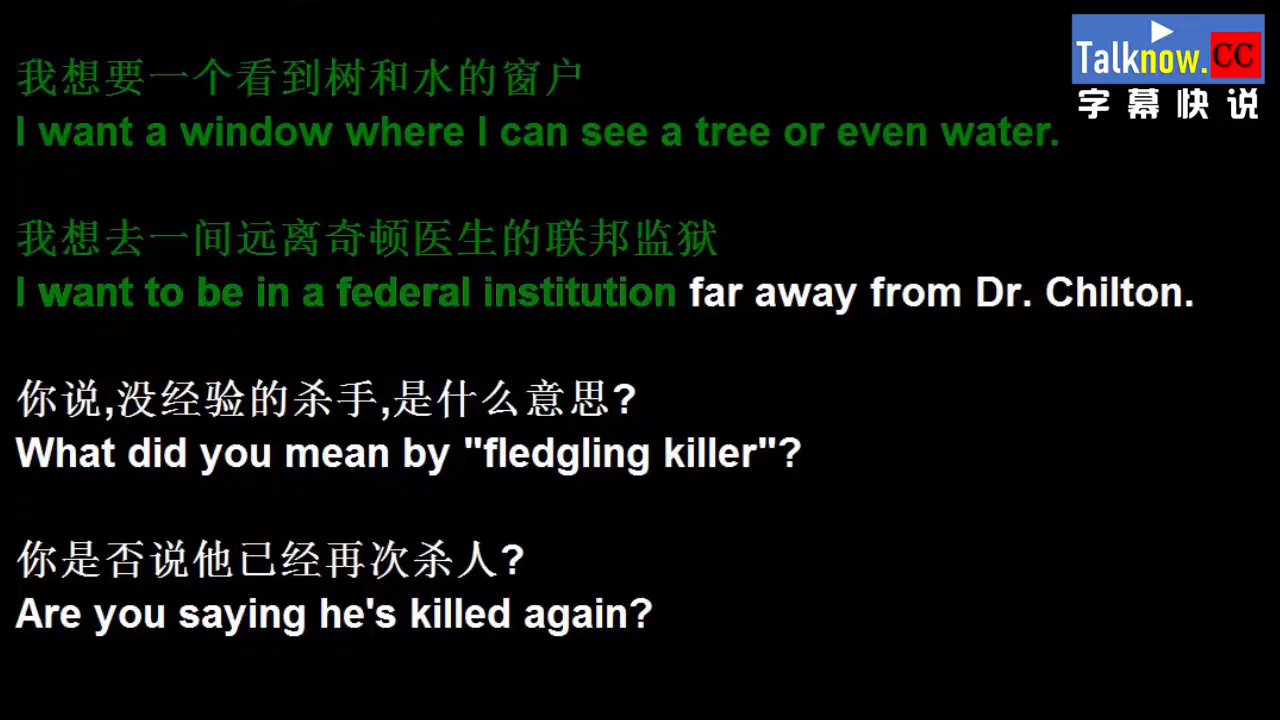 Talknow.CC
字幕快说
我想要一个看到树和水的窗户
I want a window where I can see a tree or even water.
我想去一间远离奇顿医生的联邦监狱
I want to be in a federal institution far away from Dr. Chilton.
你说,没经验的杀手,是什么意思?
What did you mean by "fledgling killer"?
你是否说他已经再次杀人?
Are you saying he's killed again?